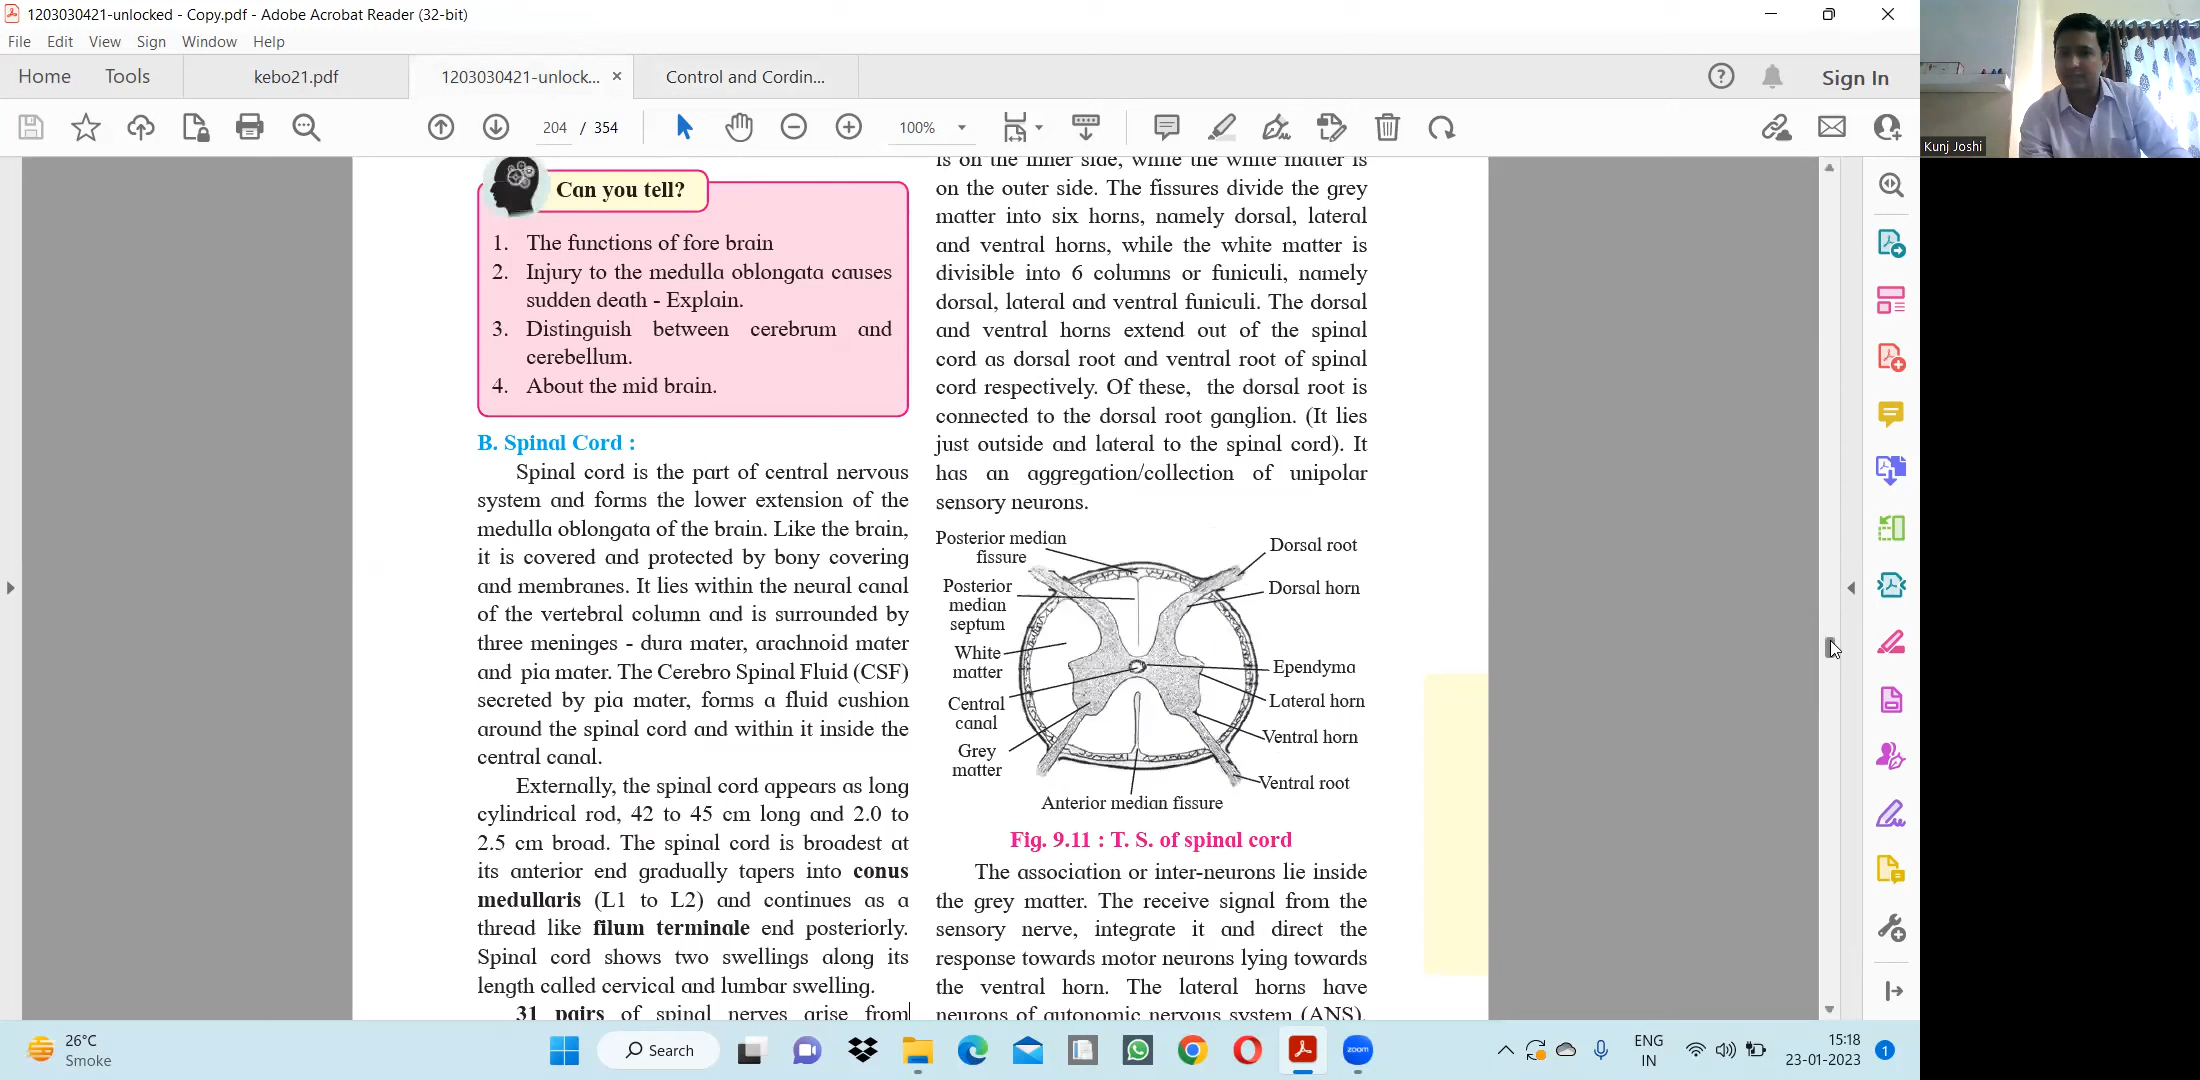 1203030421-unlocked - Copy.pdf - Adobe Acrobat Reader (32-bit)
File Edit View Sign Window Help
Home Tools kebo21.pdf 1203030421-unlock... × Control and Cordin... Sign In
204 / 354 100%
Kunj Joshi
Can you tell?
1. The functions of fore brain
2. Injury to the medulla oblongata causes
sudden death - Explain.
3. Distinguish between cerebrum and
cerebellum.
4. About the mid brain.
B. Spinal Cord :
Spinal cord is the part of central nervous
system and forms the lower extension of the
medulla oblongata of the brain. Like the brain,
it is covered and protected by bony covering
and membranes. It lies within the neural canal
of the vertebral column and is surrounded by
three meninges - dura mater, arachnoid mater
and pia mater. The Cerebro Spinal Fluid (CSF)
secreted by pia mater, forms a fluid cushion
around the spinal cord and within it inside the
central canal.
Externally, the spinal cord appears as long
cylindrical rod, 42 to 45 cm long and 2.0 to
2.5 cm broad. The spinal cord is broadest at
its anterior end gradually tapers into conus
medullaris (L1 to L2) and continues as a
thread like filum terminale end posteriorly.
Spinal cord shows two swellings along its
length called cervical and lumbar swelling.
31 pairs of spinal nerves arise from
is on the inner side, while the white matter is
on the outer side. The fissures divide the grey
matter into six horns, namely dorsal, lateral
and ventral horns, while the white matter is
divisible into 6 columns or funiculi, namely
dorsal, lateral and ventral funiculi. The dorsal
and ventral horns extend out of the spinal
cord as dorsal root and ventral root of spinal
cord respectively. Of these, the dorsal root is
connected to the dorsal root ganglion. (It lies
just outside and lateral to the spinal cord). It
has an aggregation/collection of unipolar
sensory neurons.
Posterior median
fissure
Posterior
median
septum
White
matter
Central
canal
Grey
matter
Dorsal root
Dorsal horn
Ependyma
Lateral horn
Ventral horn
Ventral root
Anterior median fissure
Fig. 9.11 : T. S. of spinal cord
The association or inter-neurons lie inside
the grey matter. The receive signal from the
sensory nerve, integrate it and direct the
response towards motor neurons lying towards
the ventral horn. The lateral horns have
neurons of autonomic nervous system (ANS).
26°C
Smoke
Search
zoom
ENG
IN
15:18
23-01-2023
1